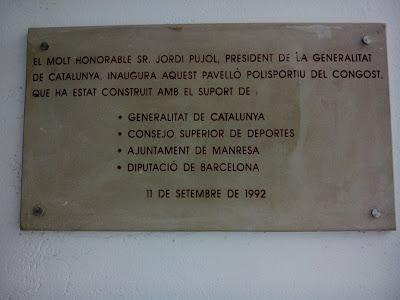 EL MOLT HONORABLE SR. JORDI PUJOL, PRESIDENT DE LA GENERALITAT
DE CATALUNYA, INAUGURA AQUEST PAVELLÓ POLISPORTIU DEL CONGOST,
QUE HA ESTAT CONSTRUIT AMB EL SUPORT DE :
• GENERALITAT DE CATALUNYA
• CONSEJO SUPERIOR DE DEPORTES
• AJUNTAMENT DE MANRESA
• DIPUTACIÓ DE BARCELONA
11 DE SETEMBRE DE 1992